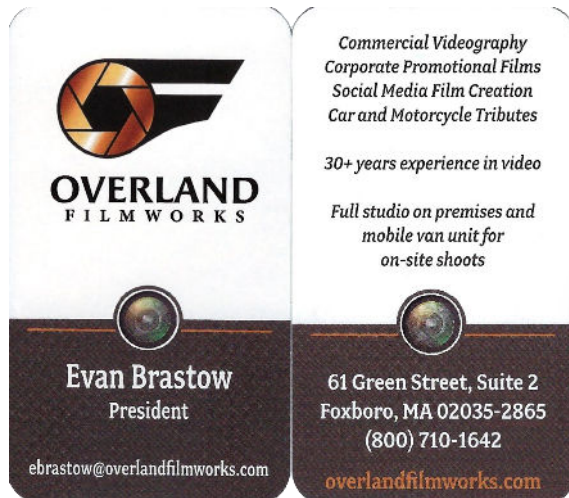 OVERLAND
FILMWORKS
Evan Brastow
President
ebrastow@overlandfilmworks.com
Commercial Videography
Corporate Promotional Films
Social Media Film Creation
Car and Motorcycle Tributes
30+ years experience in video
Full studio on premises and
mobile van unit for
on-site shoots
61 Green Street, Suite 2
Foxboro, MA 02035-2865
(800) 710-1642
overlandfilmworks.com